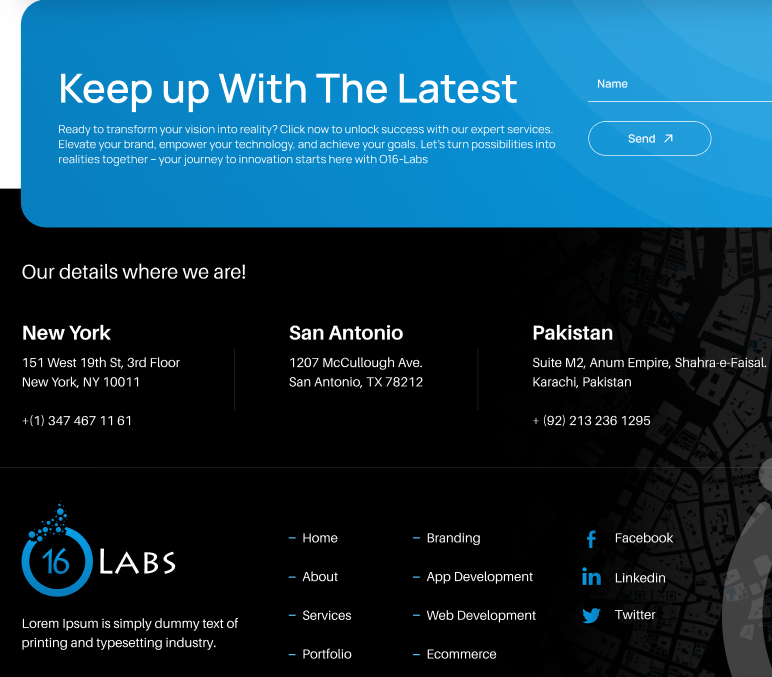 Keep up With The Latest
Ready to transform your vision into reality? Click now to unlock success with our expert services.
Elevate your brand, empower your technology, and achieve your goals. Let's turn possibilities into
realities together – your journey to innovation starts here with O16-Labs
Name
Send
Our details where we are!
New York
151 West 19th St, 3rd Floor
New York, NY 10011
+(1) 347 467 11 61
San Antonio
1207 McCullough Ave.
San Antonio, TX 78212
Pakistan
Suite M2, Anum Empire, Shahra-e-Faisal.
Karachi, Pakistan
+ (92) 213 236 1295
16 LABS
Lorem Ipsum is simply dummy text of
printing and typesetting industry.
– Home
– About
– Services
– Portfolio
– Branding
– App Development
– Web Development
– Ecommerce
Facebook
Linkedin
Twitter